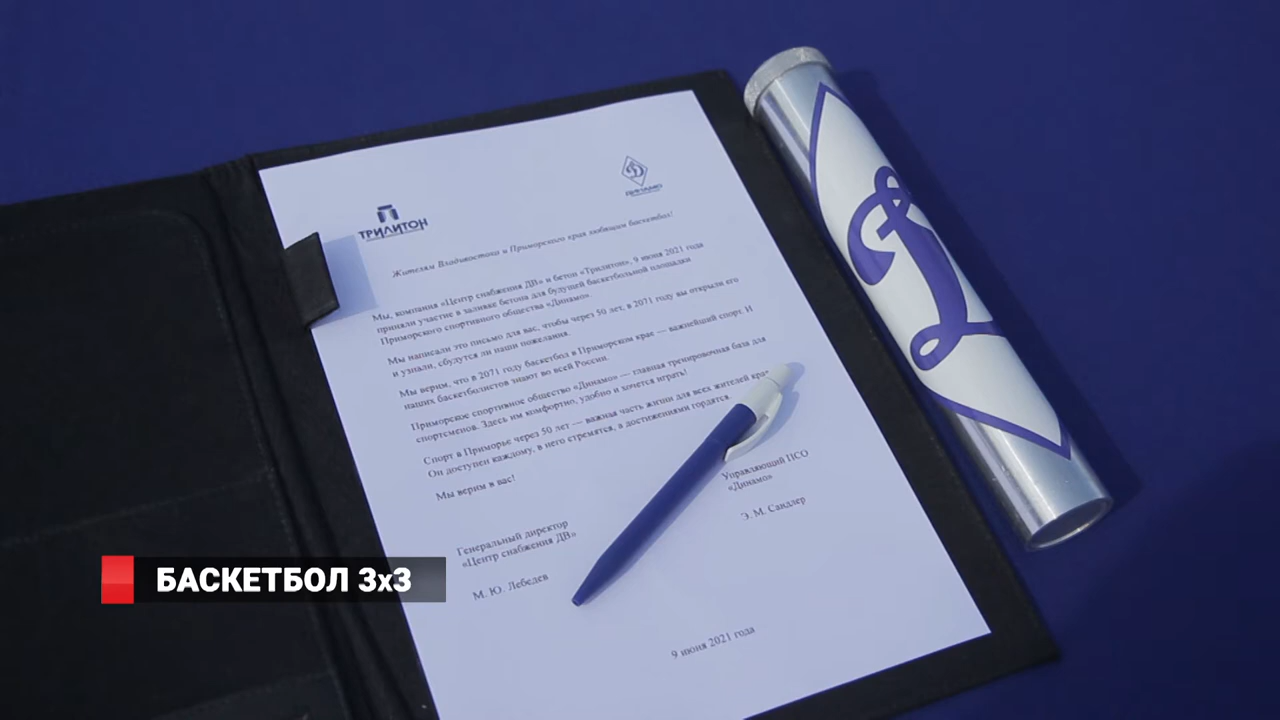 ТРИЛИТОН
Д
ДИНАМО
Жителям Владивостока и Приморского края любящим баскетбол!
Мы, компания «Центр снабжения ДВ» и бетон «Трилитон», 9 июня 2021 года
приняли участие в заливке бетона для будущей баскетбольной площадки
Приморского спортивного общества «Динамо».
Мы написали это письмо для вас, чтобы через 50 лет, в 2071 году вы открыли его
и узнали, сбудутся ли наши пожелания.
Мы верим, что в 2071 году баскетбол в Приморском крае — важнейший спорт. И
наших баскетболистов знают во всей России.
Приморское спортивное общество «Динамо» — главная тренировочная база для
спортсменов. Здесь им комфортно, удобно и хочется играть!
Спорт в Приморье через 50 лет — важная часть жизни для всех жителей края.
Он доступен каждому, в него стремятся, а достижениями гордятся.
Мы верим в вас!
Генеральный директор
«Центр снабжения ДВ»
М. Ю. Лебедев
Управляющий ПСО
«Динамо»
Э. М. Сандлер
9 июня 2021 года
Д
БАСКЕТБОЛ 3х3